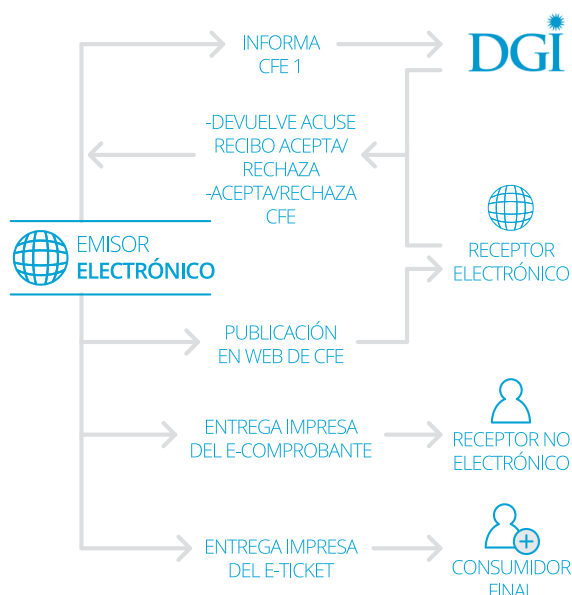 INFORMA
CFE 1
DGI
-DEVUELVE ACUSE
RECIBO ACEPTA/
RECHAZA
-ACEPTA/RECHAZA
CFE
EMISOR
ELECTRÓNICO
RECEPTOR
ELECTRÓNICO
PUBLICACIÓN
EN WEB DE CFE
ENTREGA IMPRESA
DEL E-COMPROBANTE
RECEPTOR NO
ELECTRÓNICO
ENTREGA IMPRESA
DEL E-TICKET
CONSUMIDOR
FINAL